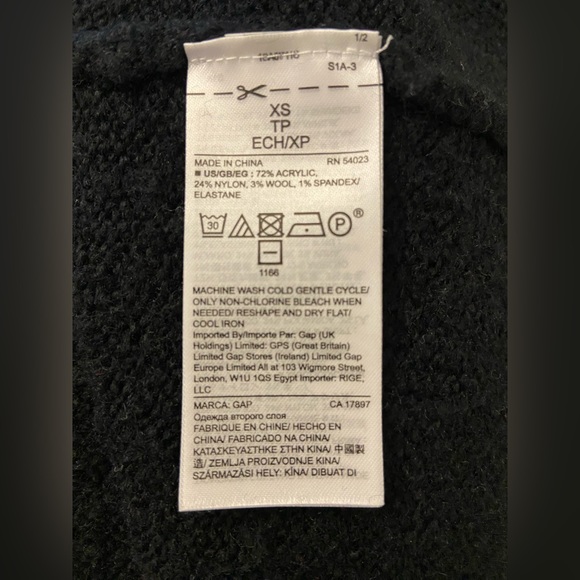 1/2
S1A-3
XS
TP
ECH/XP
MADE IN CHINA RN 54023
■ US/GB/EG : 72% ACRYLIC,
24% NYLON, 3% WOOL, 1% SPANDEX/
ELASTANE
30 P ®
1166
MACHINE WASH COLD GENTLE CYCLE/
ONLY NON-CHLORINE BLEACH WHEN
NEEDED/ RESHAPE AND DRY FLAT/
COOL IRON
Imported By/Importe Par: Gap (UK
Holdings) Limited: GPS (Great Britain)
Limited Gap Stores (Ireland) Limited Gap
Europe Limited All at 103 Wigmore Street,
London, W1U 1QS Egypt Importer: RIGE,
LLC
MARCA: GAP CA 17897
Одежда второго слоя
FABRIQUE EN CHINE/ HECHO EN
CHINA/ FABRICADO NA CHINA/
ΚΑΤΑΣΚΕΥΑΣΤΗΚΕ ΣΤΗΝ ΚΙΝΑ/ 中國製
造/ ZEMLJA PROIZVODNJE KINA/
SZÁRMAZÁSI HELY: KÍNA/ DIBUAT DI